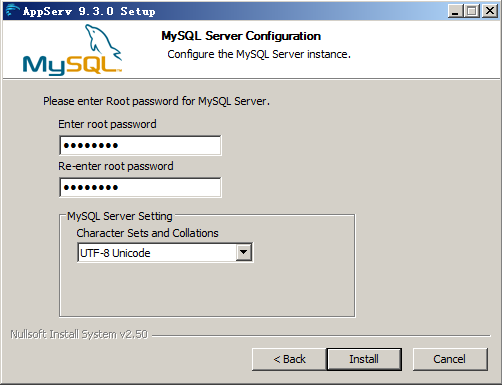 AppServ 9.3.0 Setup
MySQL Server Configuration
Configure the MySQL Server instance.
MySQL
Please enter Root password for MySQL Server.
Enter root password
●●●●●●●●
Re-enter root password
●●●●●●●●
MySQL Server Setting
Character Sets and Collations
UTF-8 Unicode
Nullsoft Install System v2.50
< Back
Install
Cancel